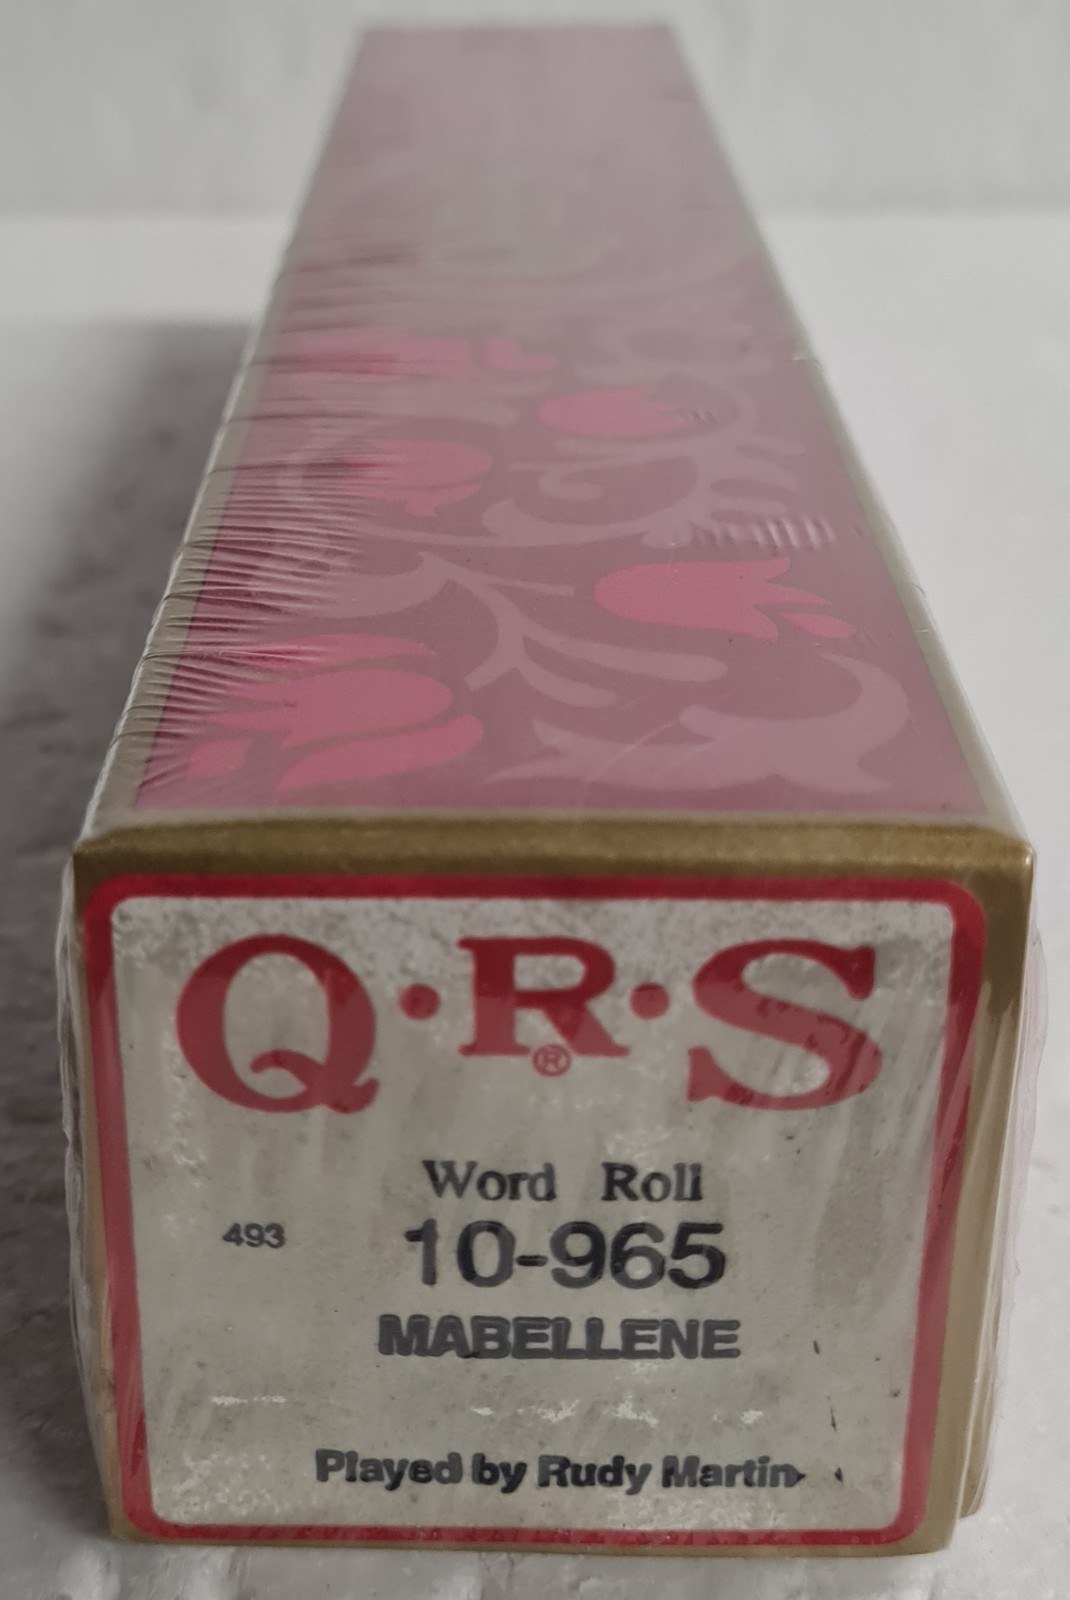 Q·R·S
®
Word Roll
493 10-965
MABELLENE
Played by Rudy Martin